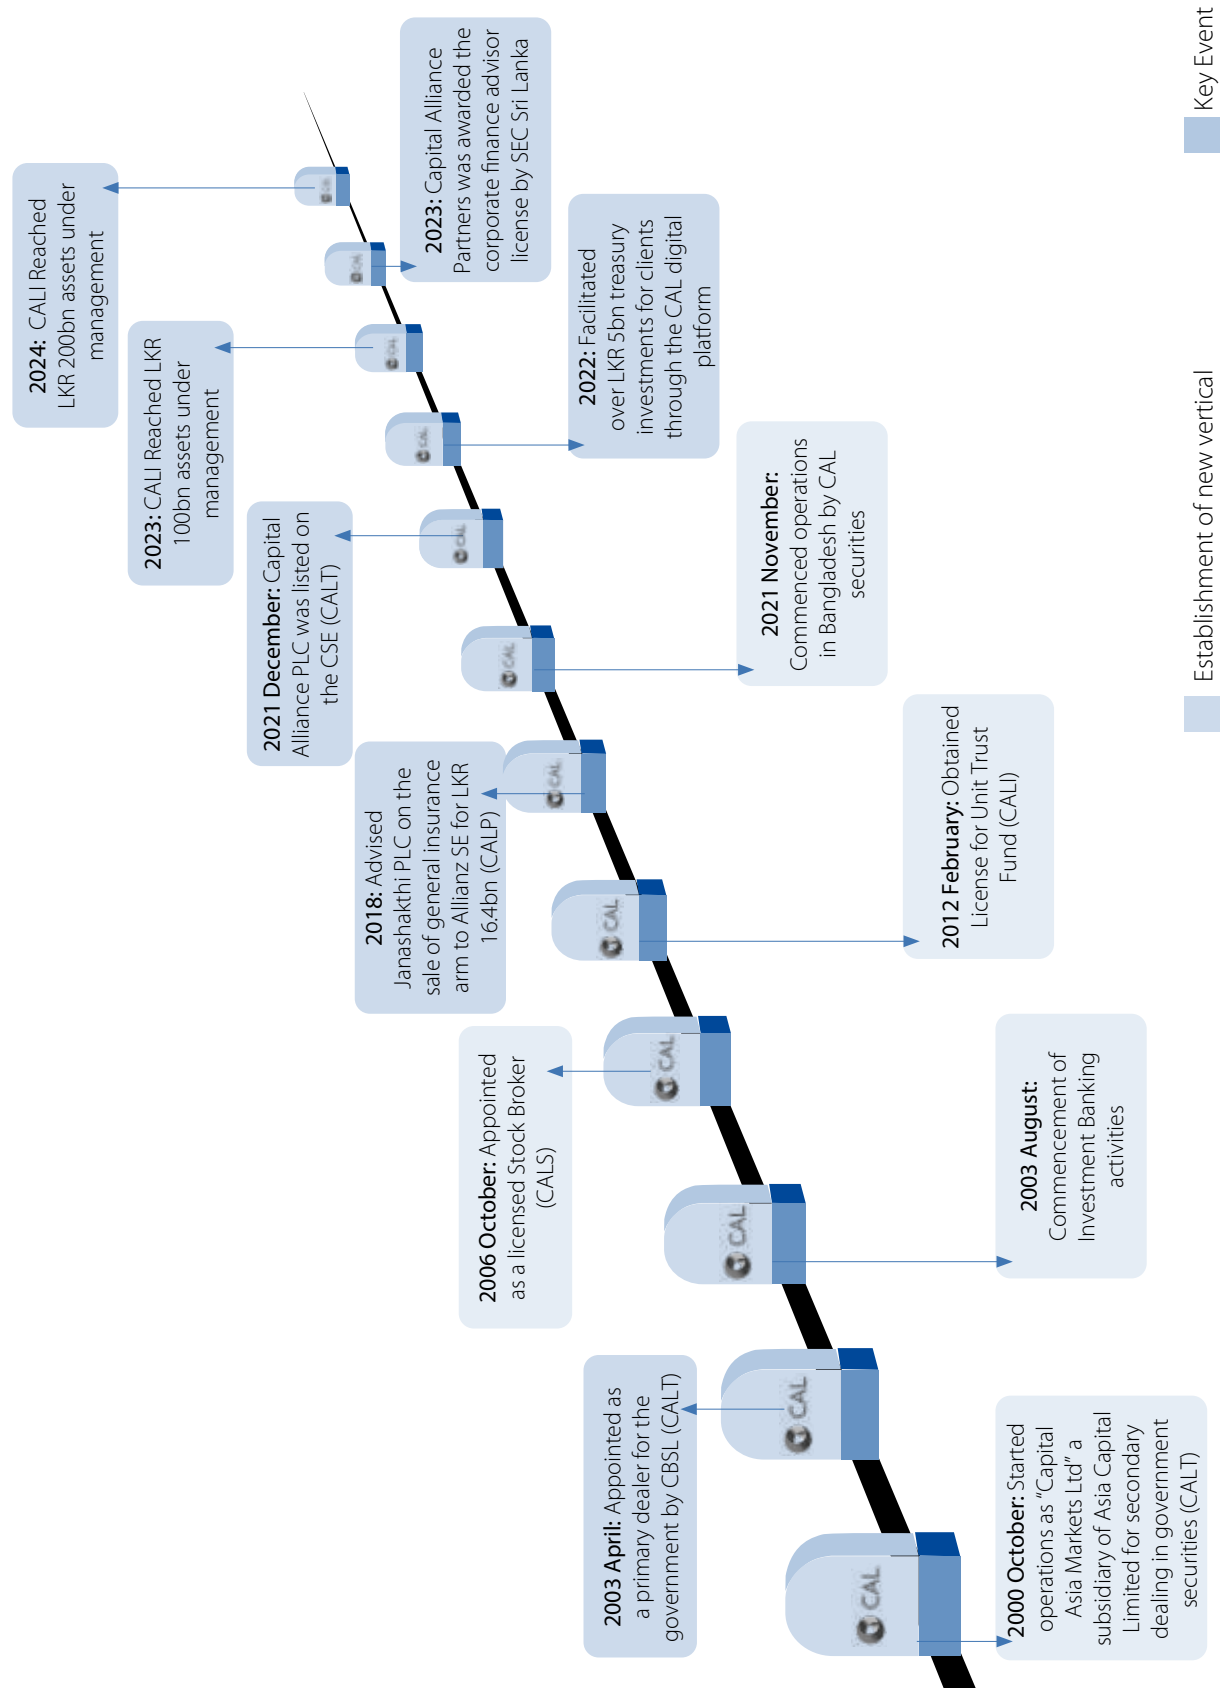 2000 October: Started
operations as “Capital
Asia Markets Ltd” a
subsidiary of Asia Capital
Limited for secondary
dealing in government
securities (CALT)
2003 April: Appointed as
a primary dealer for the
government by CBSL (CALT)
2003 August:
Commencement of
Investment Banking
activities
2006 October: Appointed
as a licensed Stock Broker
(CALS)
2012 February: Obtained
License for Unit Trust
Fund (CALI)
2018: Advised
Janashakthi PLC on the
sale of general insurance
arm to Allianz SE for LKR
16.4bn (CALP)
2021 November:
Commenced operations
in Bangladesh by CAL
securities
2021 December: Capital
Alliance PLC was listed on
the CSE (CALT)
2022: Facilitated
over LKR 5bn treasury
investments for clients
through the CAL digital
platform
2023: CALI Reached LKR
100bn assets under
management
2023: Capital Alliance
Partners was awarded the
corporate finance advisor
license by SEC Sri Lanka
2024: CALI Reached
LKR 200bn assets under
management
CAL
CAL
CAL
CAL
CAL
CAL
CAL
CAL
CAL
CAL
CAL
CAL
Establishment of new vertical
Key Event